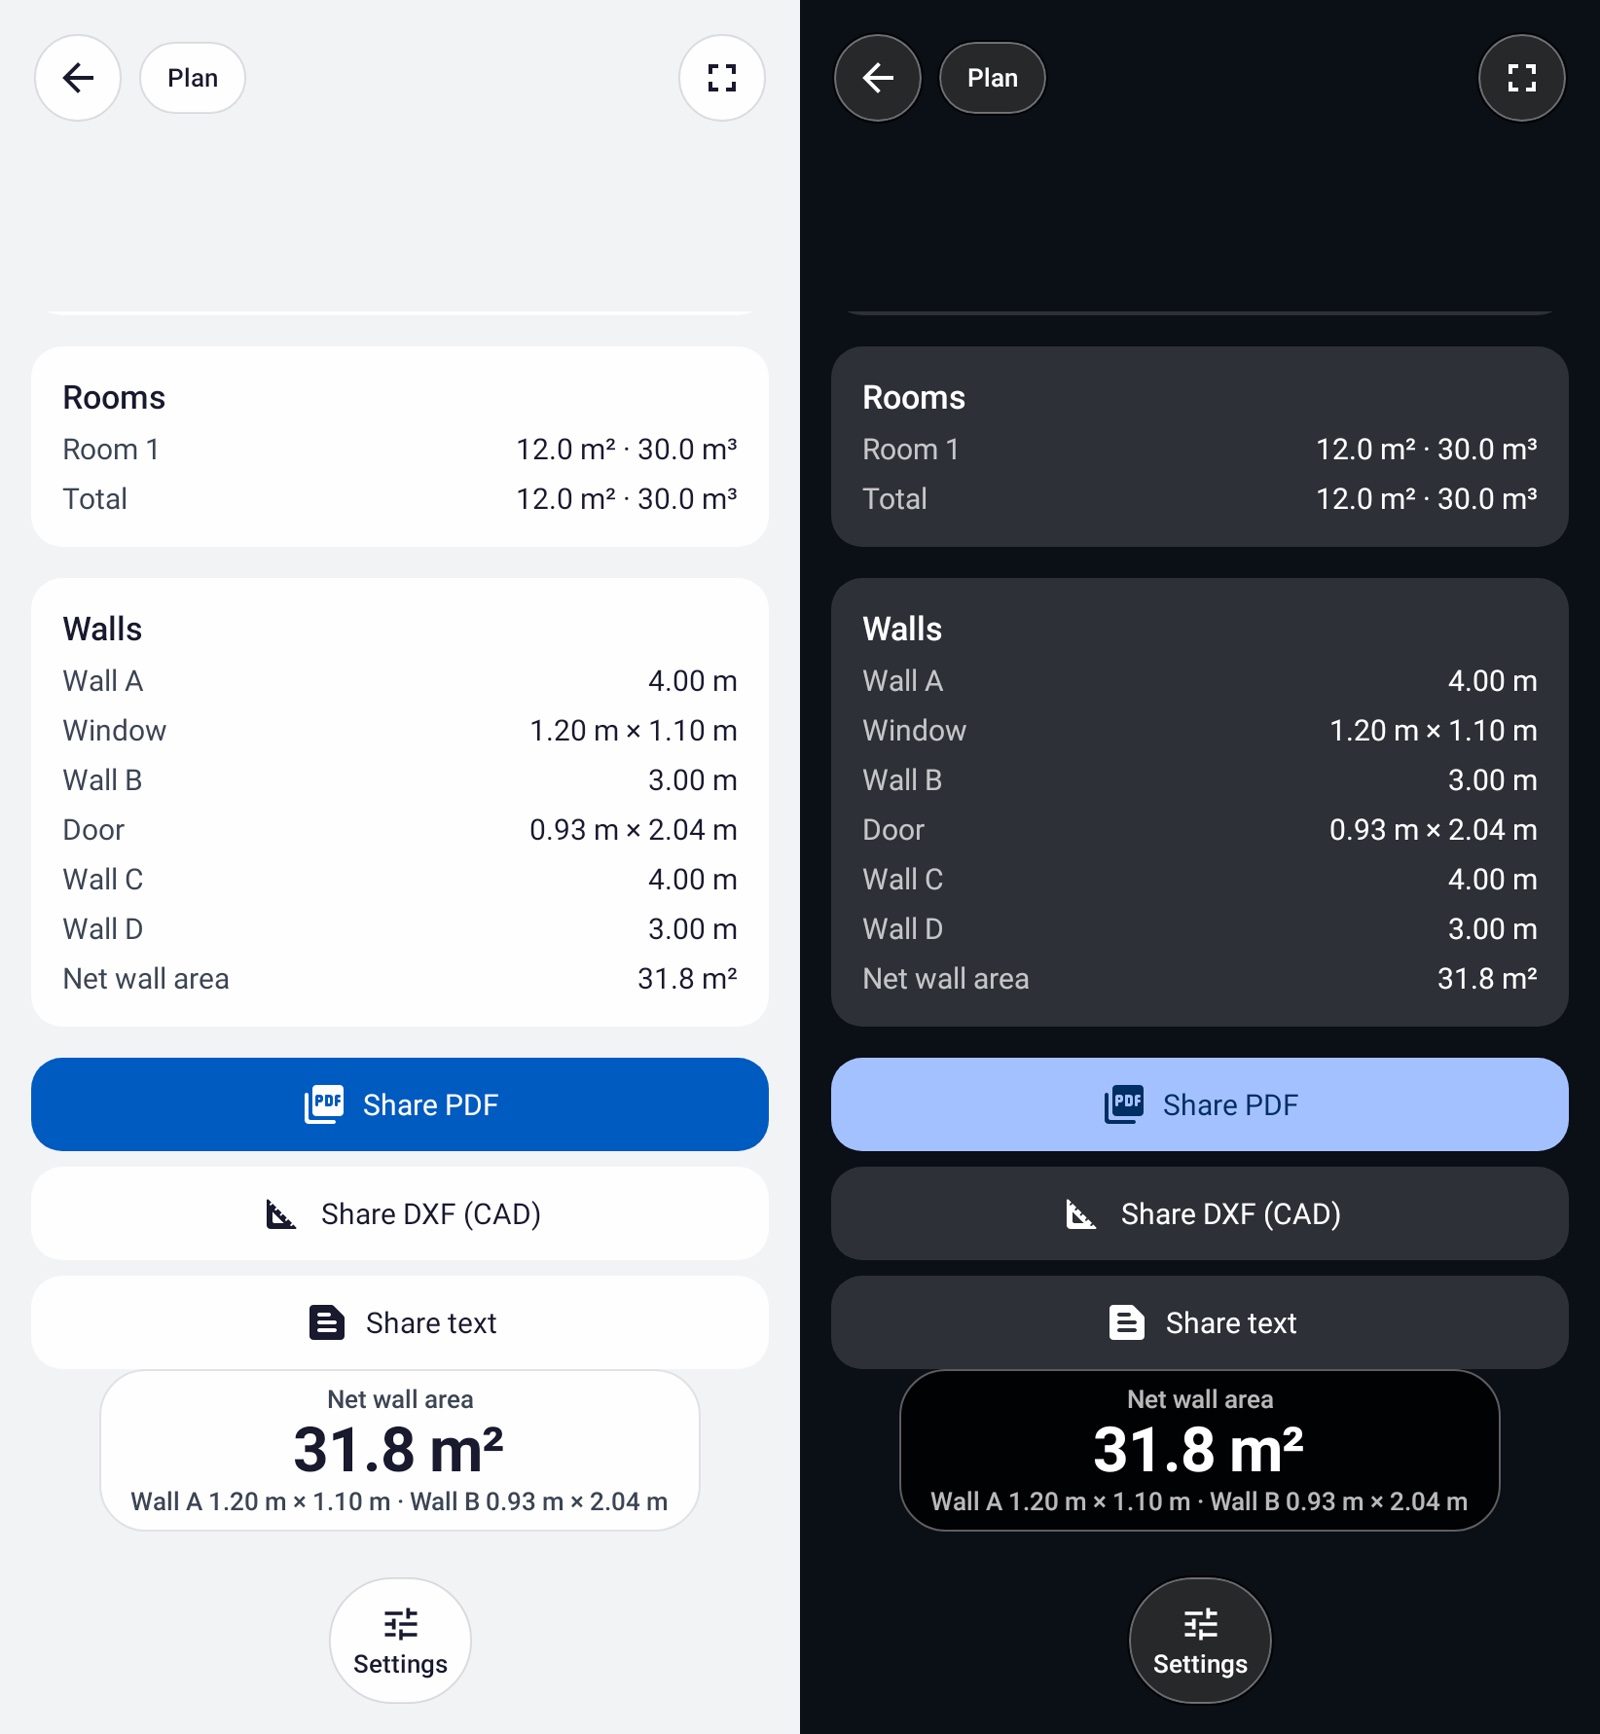 Plan
Rooms
Room 1 12.0 m² · 30.0 m³
Total 12.0 m² · 30.0 m³
Walls
Wall A 4.00 m
Window 1.20 m × 1.10 m
Wall B 3.00 m
Door 0.93 m × 2.04 m
Wall C 4.00 m
Wall D 3.00 m
Net wall area 31.8 m²
PDF Share PDF
Share DXF (CAD)
Share text
Net wall area
31.8 m²
Wall A 1.20 m × 1.10 m · Wall B 0.93 m × 2.04 m
Settings
Plan
Rooms
Room 1 12.0 m² · 30.0 m³
Total 12.0 m² · 30.0 m³
Walls
Wall A 4.00 m
Window 1.20 m × 1.10 m
Wall B 3.00 m
Door 0.93 m × 2.04 m
Wall C 4.00 m
Wall D 3.00 m
Net wall area 31.8 m²
PDF Share PDF
Share DXF (CAD)
Share text
Net wall area
31.8 m²
Wall A 1.20 m × 1.10 m · Wall B 0.93 m × 2.04 m
Settings